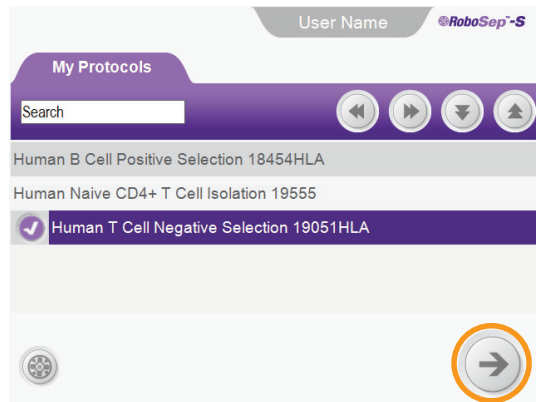 User Name
RoboSep™-S
My Protocols
Search
Human B Cell Positive Selection 18454HLA
Human Naive CD4+ T Cell Isolation 19555
Human T Cell Negative Selection 19051HLA